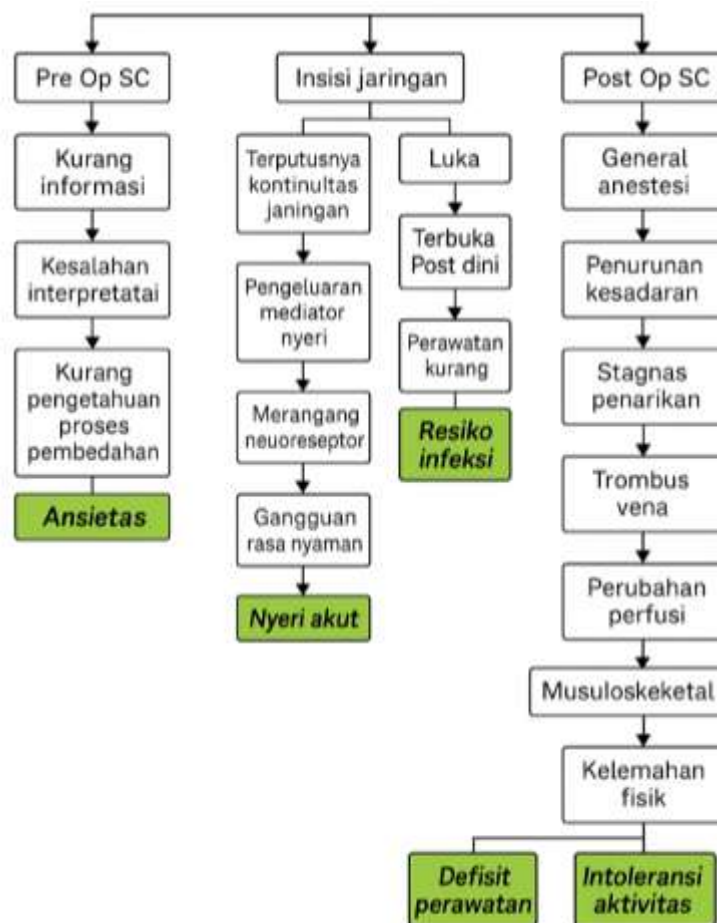 Pre Op SC
Kurang
informasi
Kesalahan
interpretatai
Kurang
pengetahuan
proses
pembedahan
Ansietas
Insisi jaringan
Terputusnya
kontinultas
janingan
Pengeluaran
mediator
nyeri
Merangang
neuoreseptor
Gangguan
rasa nyaman
Nyeri akut
Luka
Terbuka
Post dini
Perawatan
kurang
Resiko
infeksi
Post Op SC
General
anestesi
Penurunan
kesadaran
Stagnas
penarikan
Trombus
vena
Perubahan
perfusi
Musuloskeketal
Kelemahan
fisik
Defisit
perawatan
Intoleransi
aktivitas